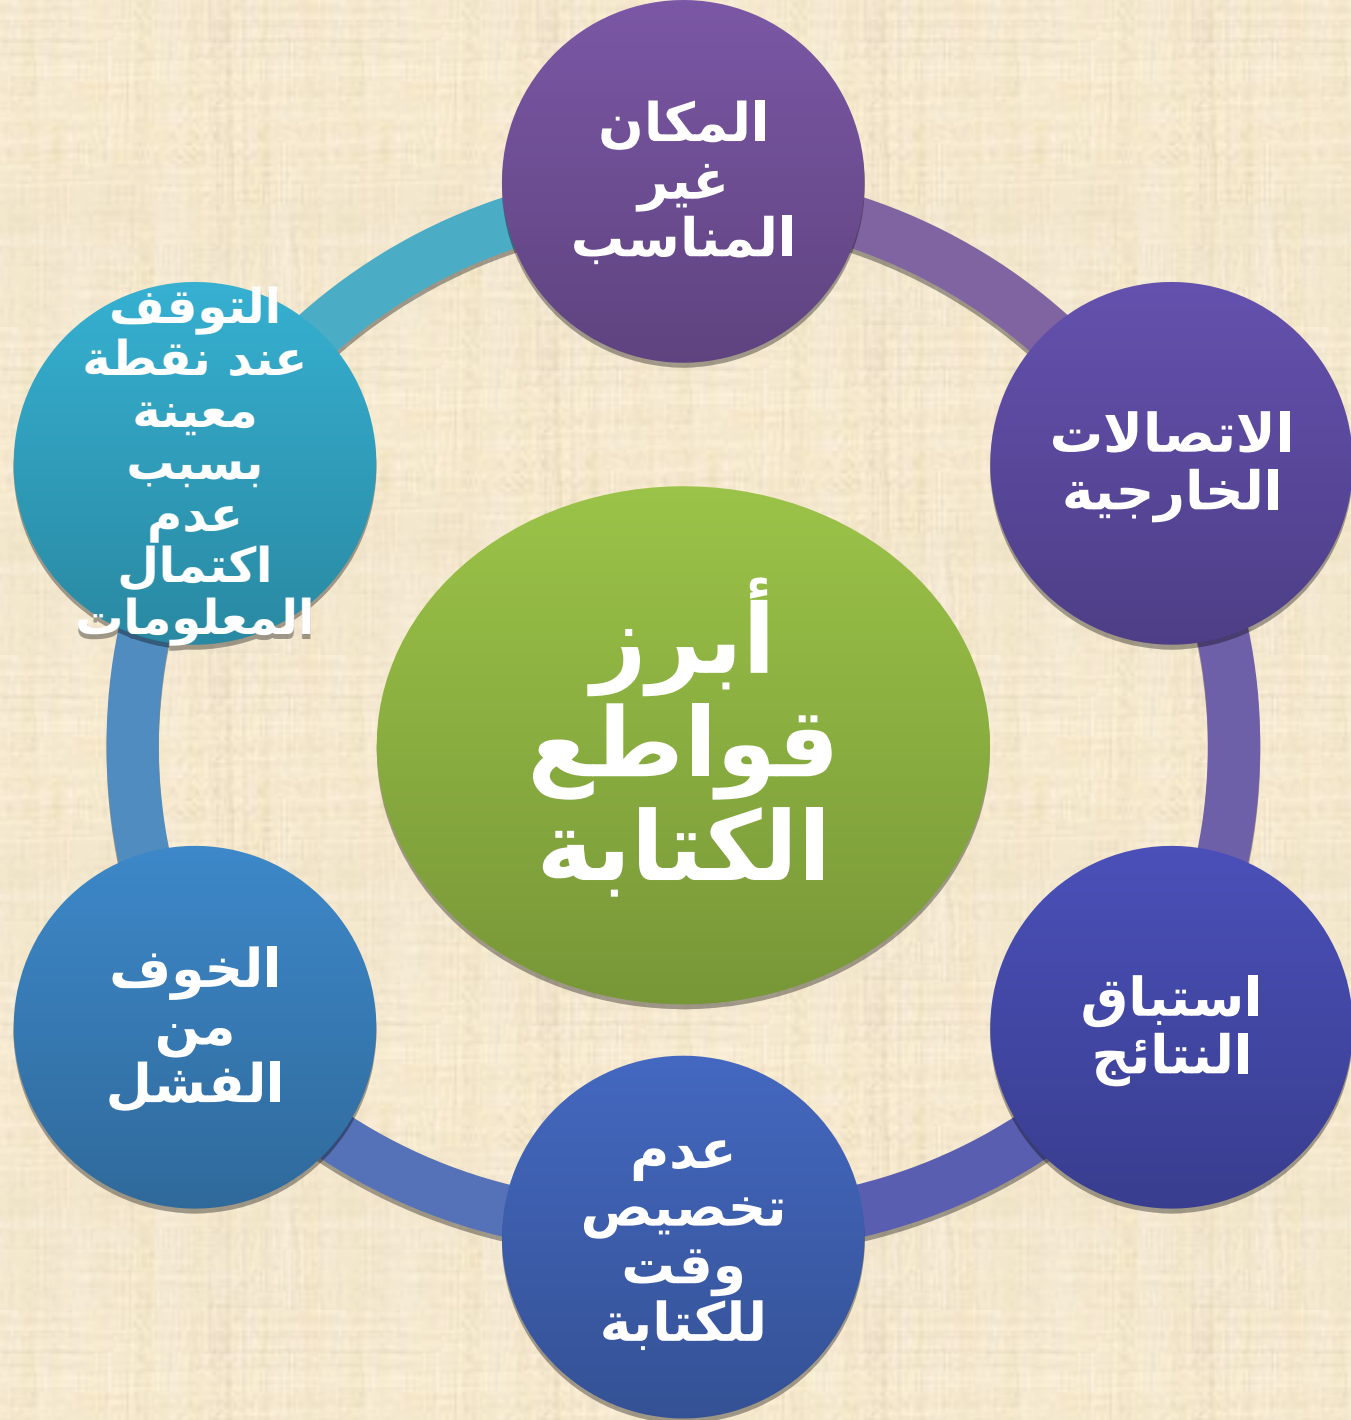 المكان
غير
المناسب
الاتصالات
الخارجية
استباق
النتائج
عدم
تخصيص
وقت
للكتابة
الخوف
من
الفشل
التوقف
عند نقطة
معينة
بسبب
عدم
اكتمال
المعلومات
أبرز
قواطع
الكتابة